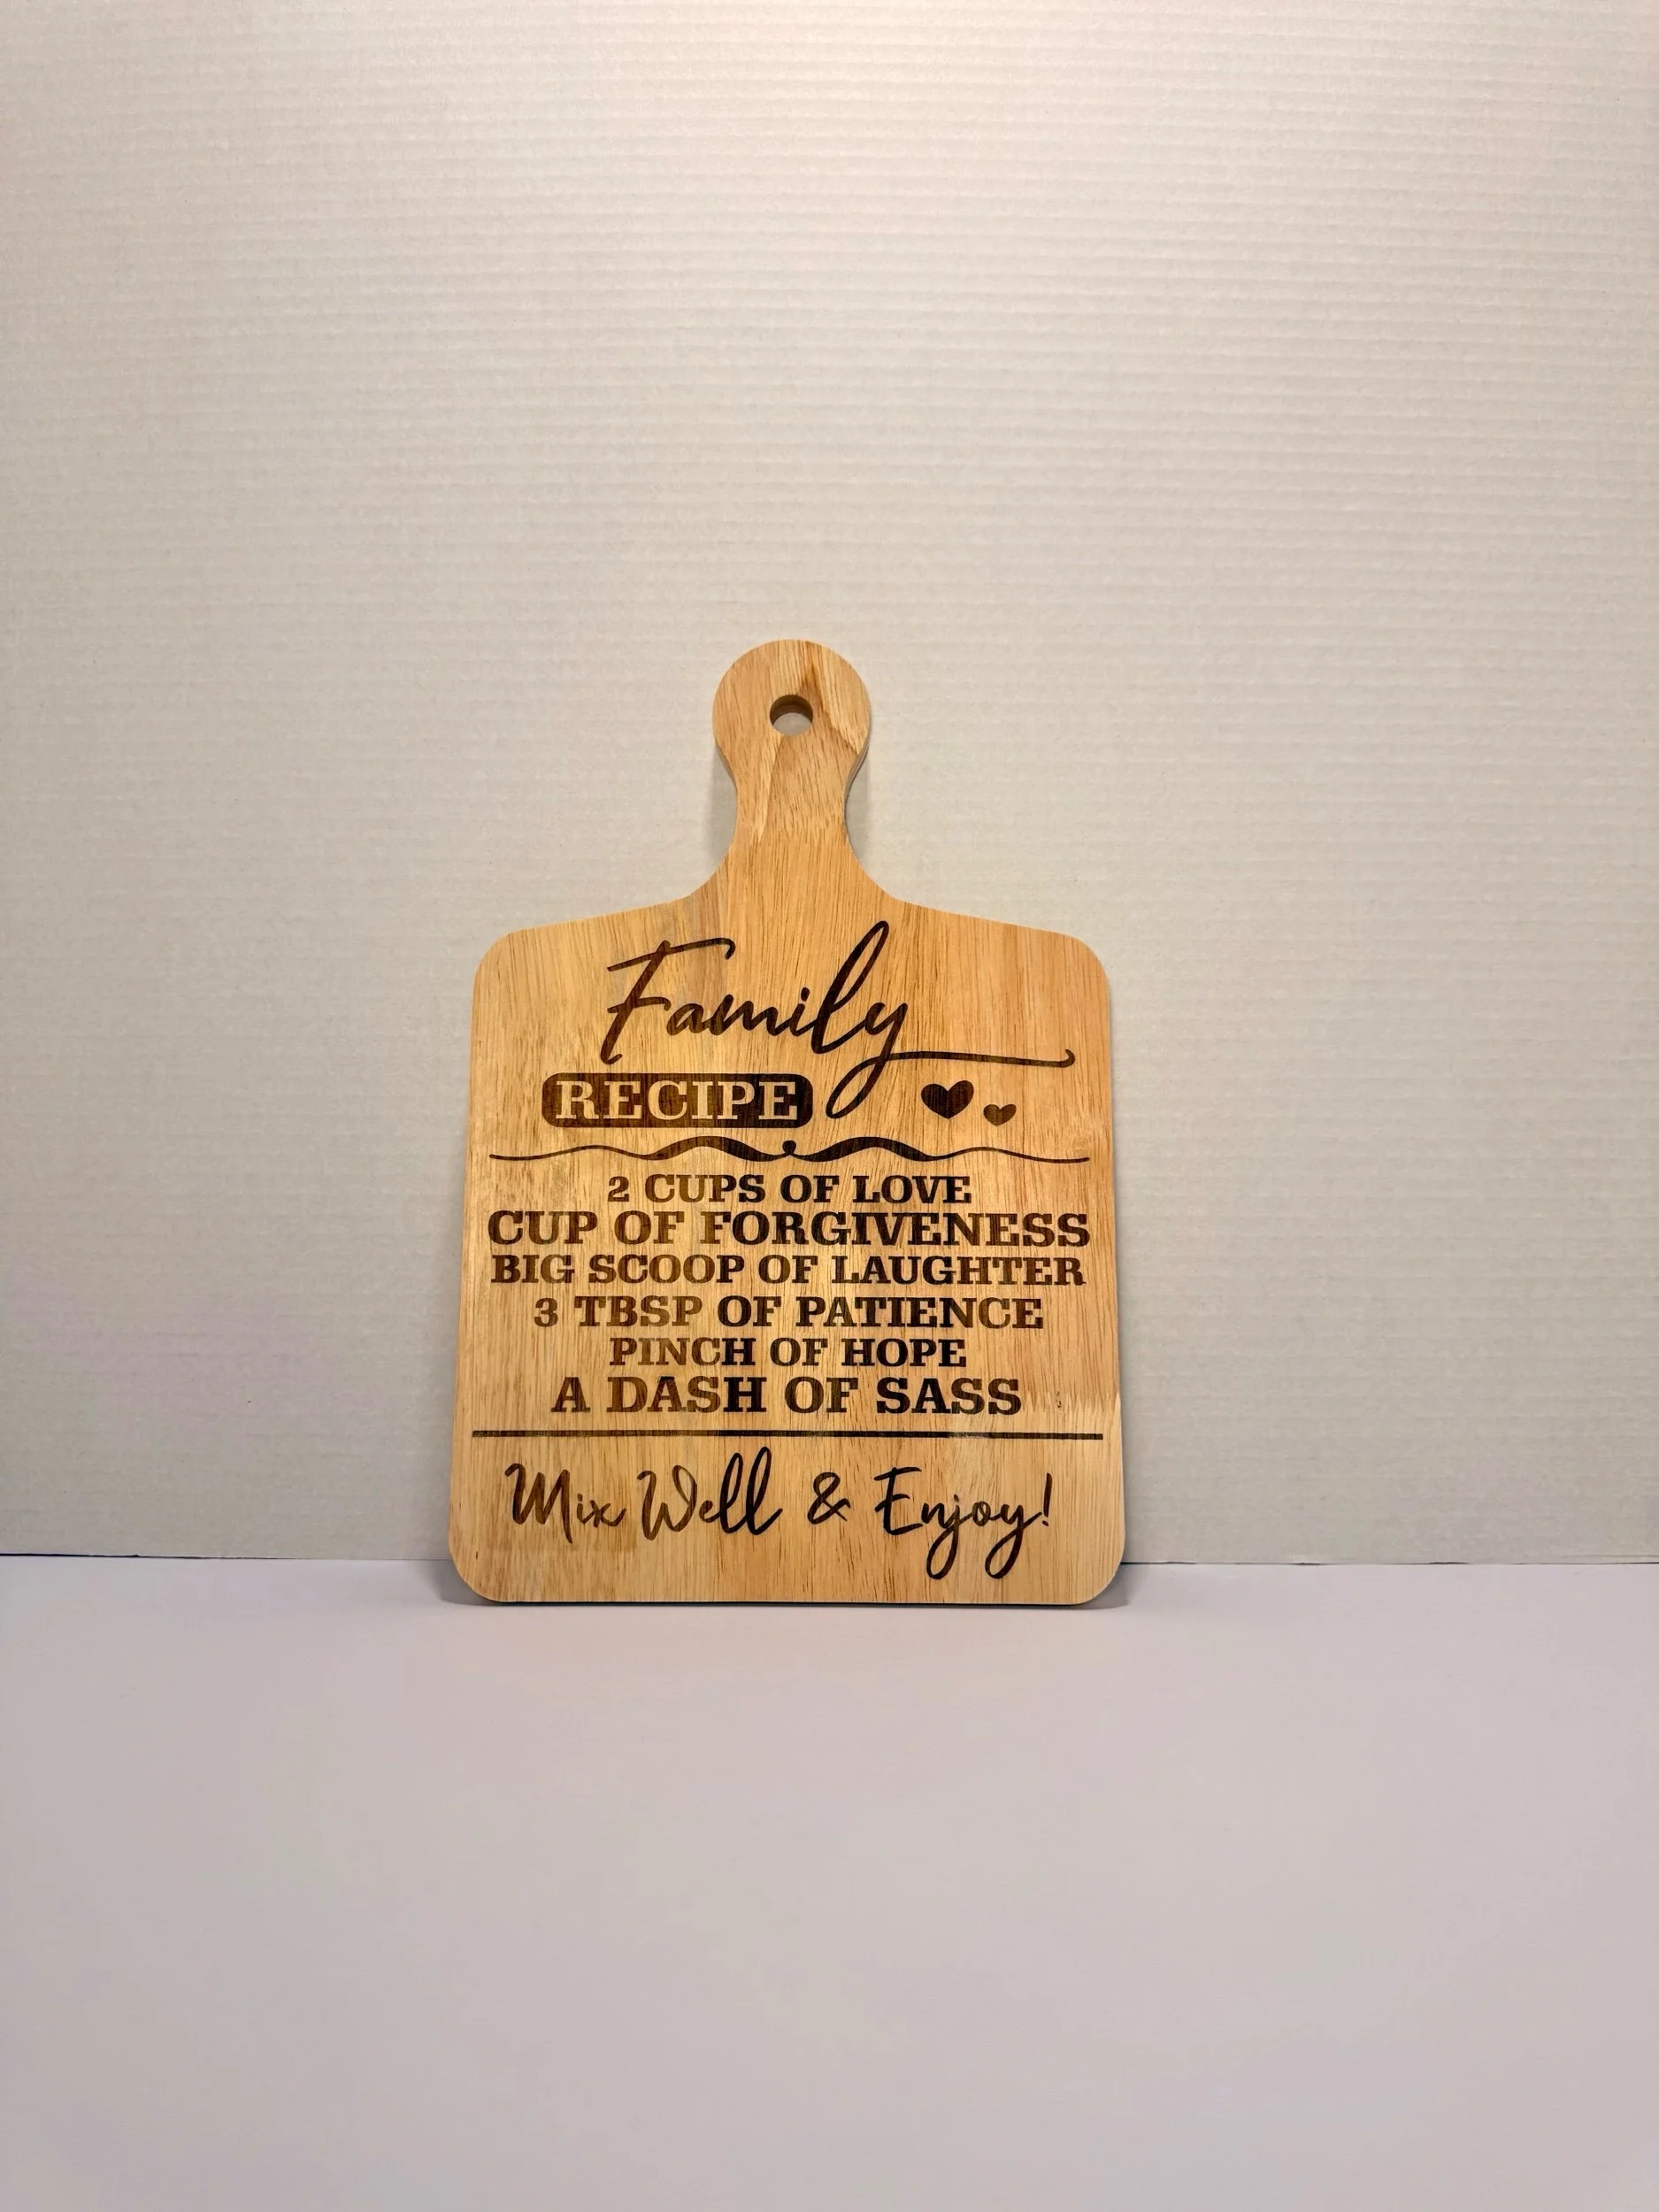 Family
RECIPE
2 CUPS OF LOVE
CUP OF FORGIVENESS
BIG SCOOP OF LAUGHTER
3 TBSP OF PATIENCE
PINCH OF HOPE
A DASH OF SASS
Mix Well & Enjoy!